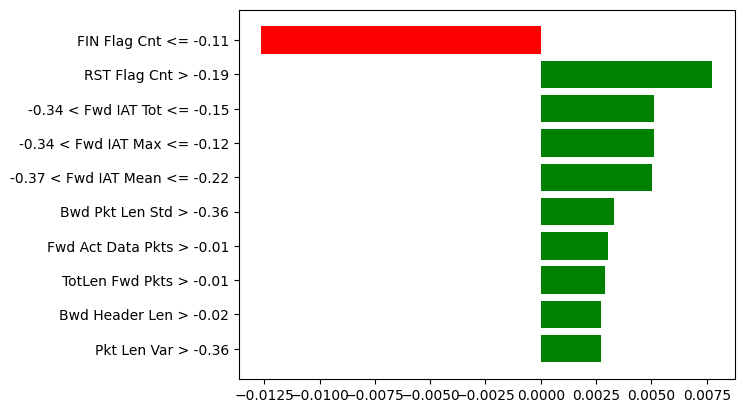 FIN Flag Cnt <= -0.11
RST Flag Cnt > -0.19
-0.34 < Fwd IAT Tot <= -0.15
-0.34 < Fwd IAT Max <= -0.12
-0.37 < Fwd IAT Mean <= -0.22
Bwd Pkt Len Std > -0.36
Fwd Act Data Pkts > -0.01
TotLen Fwd Pkts > -0.01
Bwd Header Len > -0.02
Pkt Len Var > -0.36
−0.0125 −0.0100 −0.0075 −0.0050 −0.0025 0.0000 0.0025 0.0050 0.0075